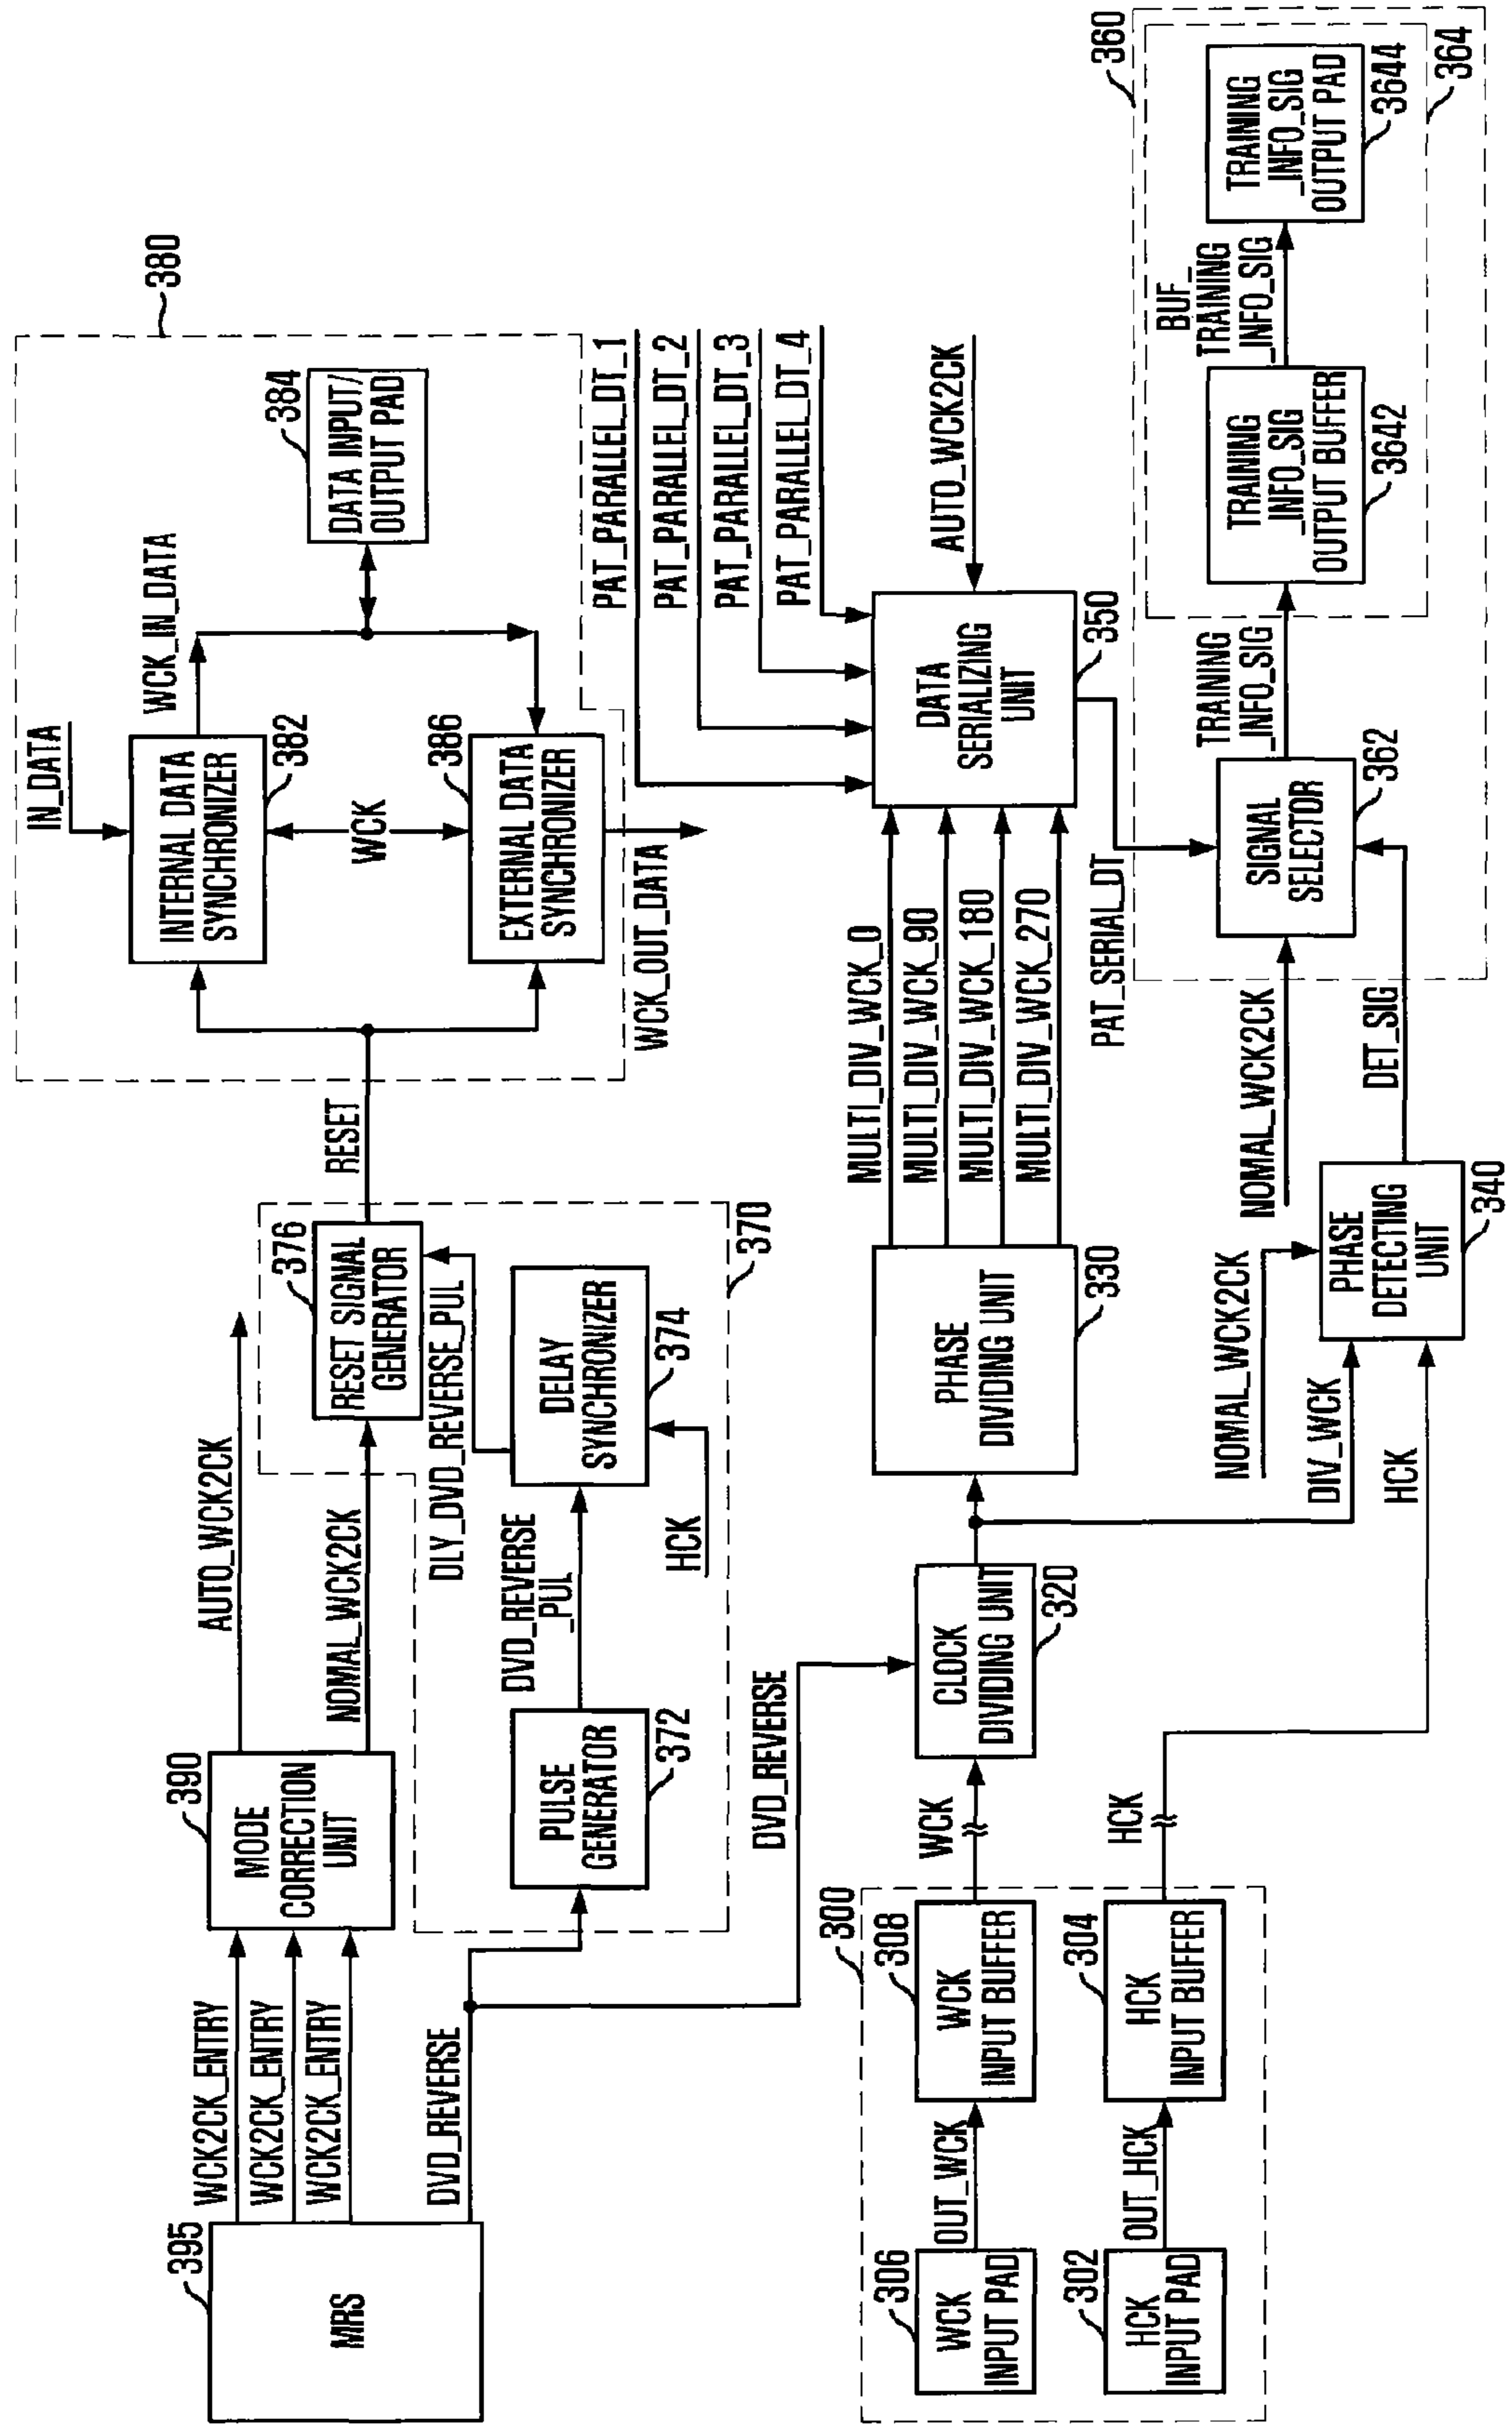 395
MRS
WCK2CK_ENTRY
WCK2CK_ENTRY
WCK2CK_ENTRY
DVD_REVERSE
390
MODE
CORRECTION
UNIT
AUTO_WCK2CK
NOMAL_WCK2CK
376
RESET SIGNAL
GENERATOR
RESET
DLY_DVD_REVERSE_PUL
372
PULSE
GENERATOR
DVD_REVERSE
_PUL
374
DELAY
SYNCHRONIZER
HCK
370
380
IN_DATA
382
INTERNAL DATA
SYNCHRONIZER
WCK_IN_DATA
384
DATA INPUT/
OUTPUT PAD
WCK
386
EXTERNAL DATA
SYNCHRONIZER
WCK_OUT_DATA
DVD_REVERSE
300
306
WCK
INPUT PAD
OUT_WCK
308
WCK
INPUT BUFFER
WCK
302
HCK
INPUT PAD
OUT_HCK
304
HCK
INPUT BUFFER
HCK
320
CLOCK
DIVIDING UNIT
330
PHASE
DIVIDING UNIT
MULTI_DIV_WCK_0
MULTI_DIV_WCK_90
MULTI_DIV_WCK_180
MULTI_DIV_WCK_270
PAT_PARALLEL_DT_1
PAT_PARALLEL_DT_2
PAT_PARALLEL_DT_3
PAT_PARALLEL_DT_4
AUTO_WCK2CK
350
DATA
SERIALIZING
UNIT
PAT_SERIAL_DT
NOMAL_WCK2CK
DIV_WCK
HCK
340
PHASE
DETECTING
UNIT
DET_SIG
NOMAL_WCK2CK
360
362
SIGNAL
SELECTOR
TRAINING
_INFO_SIG
364
3642
TRAINING
_INFO_SIG
OUTPUT BUFFER
BUF_
TRAINING
_INFO_SIG
3644
TRAINING
_INFO_SIG
OUTPUT PAD